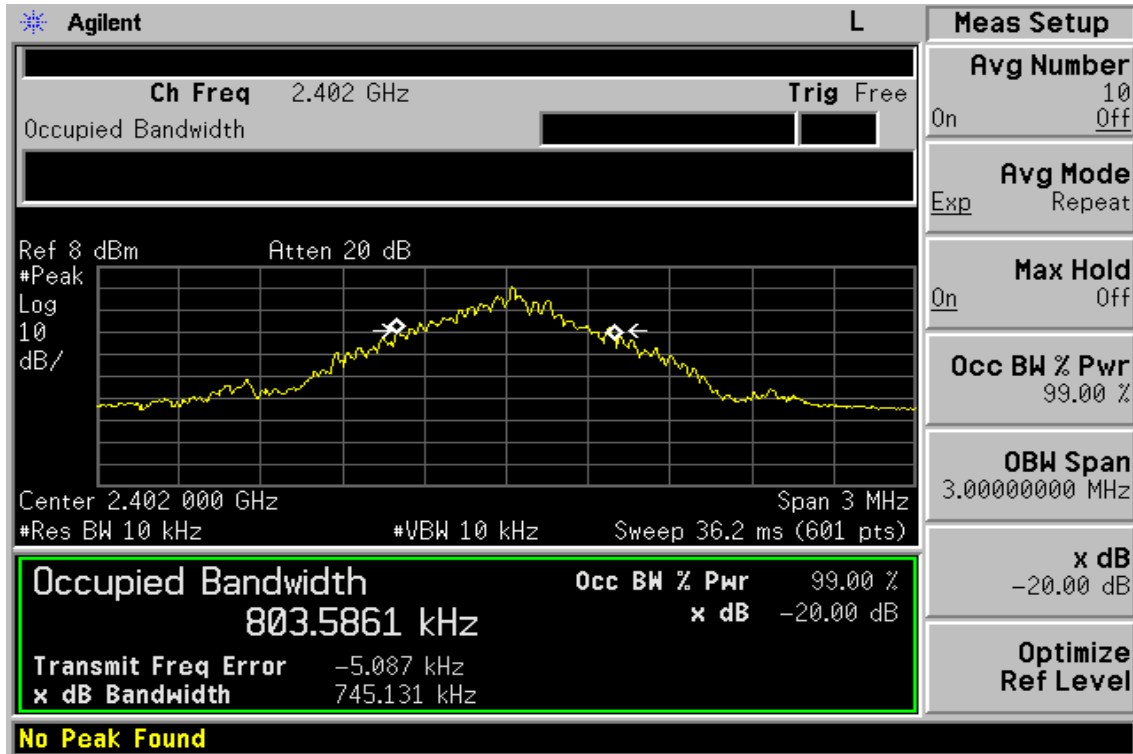 Agilent L Meas Setup
Ch Freq 2.402 GHz Trig Free
Occupied Bandwidth
Avg Number
10
On Off
Avg Mode
Exp Repeat
Ref 8 dBm Atten 20 dB
#Peak
Log
10
dB/
Max Hold
On Off
Occ BW % Pwr
99.00 %
OBW Span
3.00000000 MHz
Center 2.402 000 GHz Span 3 MHz
#Res BW 10 kHz #VBW 10 kHz Sweep 36.2 ms (601 pts)
Occupied Bandwidth Occ BW % Pwr 99.00 %
803.5861 kHz x dB -20.00 dB
Transmit Freq Error -5.087 kHz
x dB Bandwidth 745.131 kHz
x dB
-20.00 dB
Optimize
Ref Level
No Peak Found